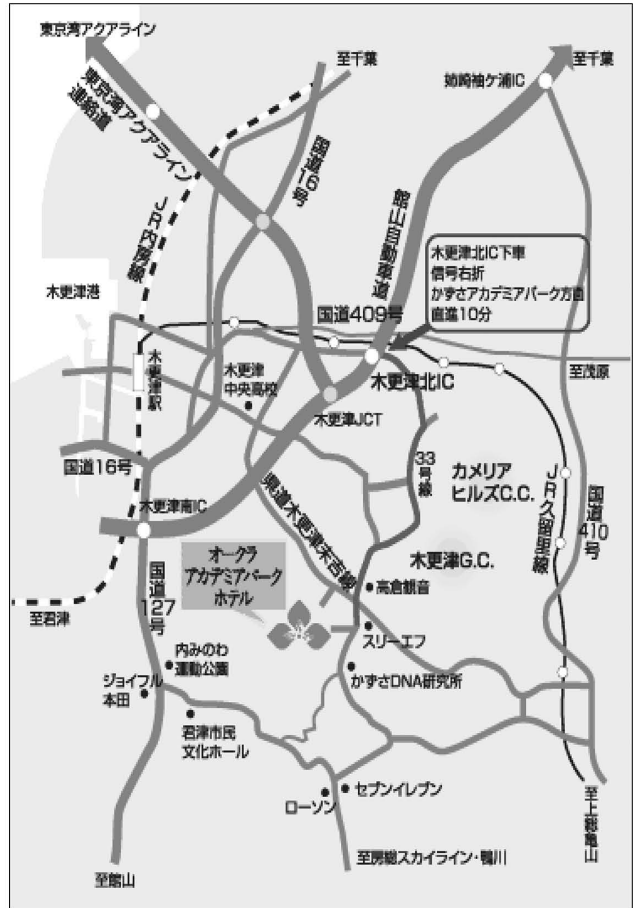 東京湾アクアライン
至千葉
至千葉
姉崎袖ケ浦IC
東京湾アクアライン
連絡道
国道16号
JR内房線
館山自動車道
木更津北IC下車
信号右折
かずさアカデミアパーク方面
直進10分
木更津港
国道409号
木更津駅
木更津
中央高校
木更津北IC
至茂原
木更津JCT
国道16号
33号線
カメリア
ヒルズC.C.
JR久留里線
国道410号
県道木更津末吉線
木更津南IC
オークラ
アカデミアパーク
ホテル
木更津G.C.
高倉観音
国道127号
至君津
スリーエフ
内みのわ
運動公園
かずさDNA研究所
ジョイフル
本田
君津市民
文化ホール
セブンイレブン
ローソン
至上総亀山
至房総スカイライン・鴨川
至館山